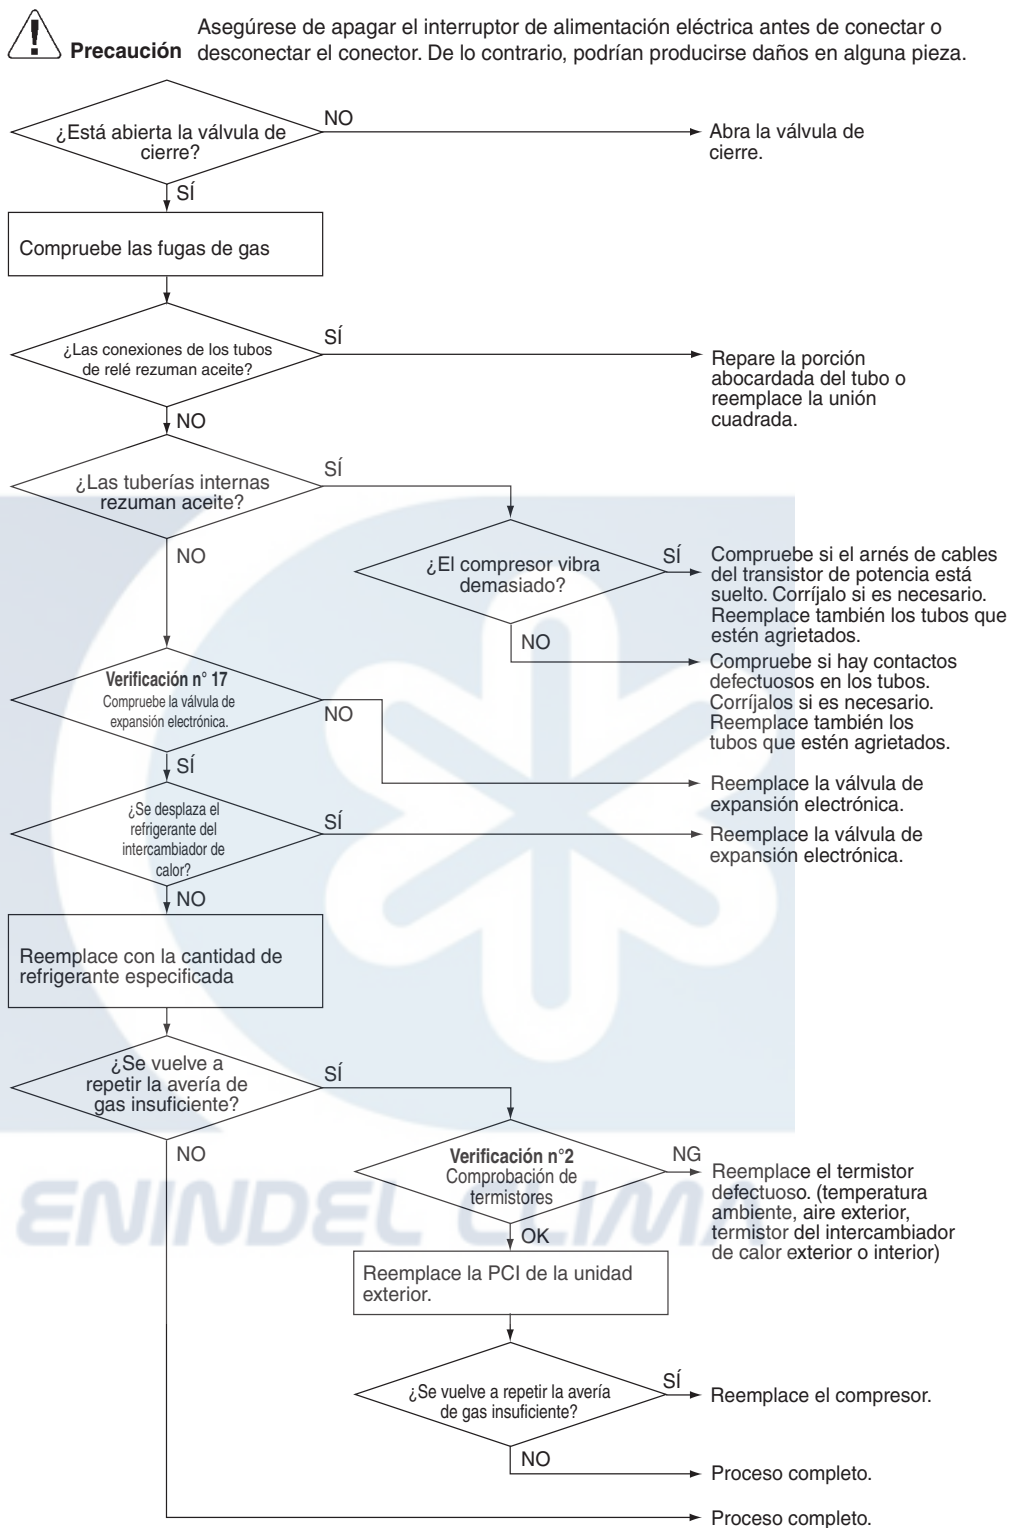 Asegúrese de apagar el interruptor de alimentación eléctrica antes de conectar o
Precaución desconectar el conector. De lo contrario, podrían producirse daños en alguna pieza.
¿Está abierta la válvula de
cierre?
NO
Abra la válvula de
cierre.
SÍ
Compruebe las fugas de gas
¿Las conexiones de los tubos
de relé rezuman aceite?
SÍ
Repare la porción
abocardada del tubo o
reemplace la unión
cuadrada.
NO
¿Las tuberías internas
rezuman aceite?
SÍ
NO
¿El compresor vibra
demasiado?
SÍ
Compruebe si el arnés de cables
del transistor de potencia está
suelto. Corríjalo si es necesario.
Reemplace también los tubos que
estén agrietados.
NO
Compruebe si hay contactos
defectuosos en los tubos.
Corríjalos si es necesario.
Reemplace también los
tubos que estén agrietados.
Verificación n° 17
Compruebe la válvula de
expansión electrónica.
NO
Reemplace la válvula de
expansión electrónica.
SÍ
¿Se desplaza el
refrigerante del
intercambiador de
calor?
SÍ
Reemplace la válvula de
expansión electrónica.
NO
Reemplace con la cantidad de
refrigerante especificada
¿Se vuelve a
repetir la avería de
gas insuficiente?
SÍ
NO
Verificación n°2
Comprobación de
termistores
NG
Reemplace el termistor
defectuoso. (temperatura
ambiente, aire exterior,
termistor del intercambiador
de calor exterior o interior)
OK
Reemplace la PCI de la unidad
exterior.
¿Se vuelve a repetir la avería
de gas insuficiente?
SÍ
Reemplace el compresor.
NO
Proceso completo.
Proceso completo.
ENINDEL CLIMA